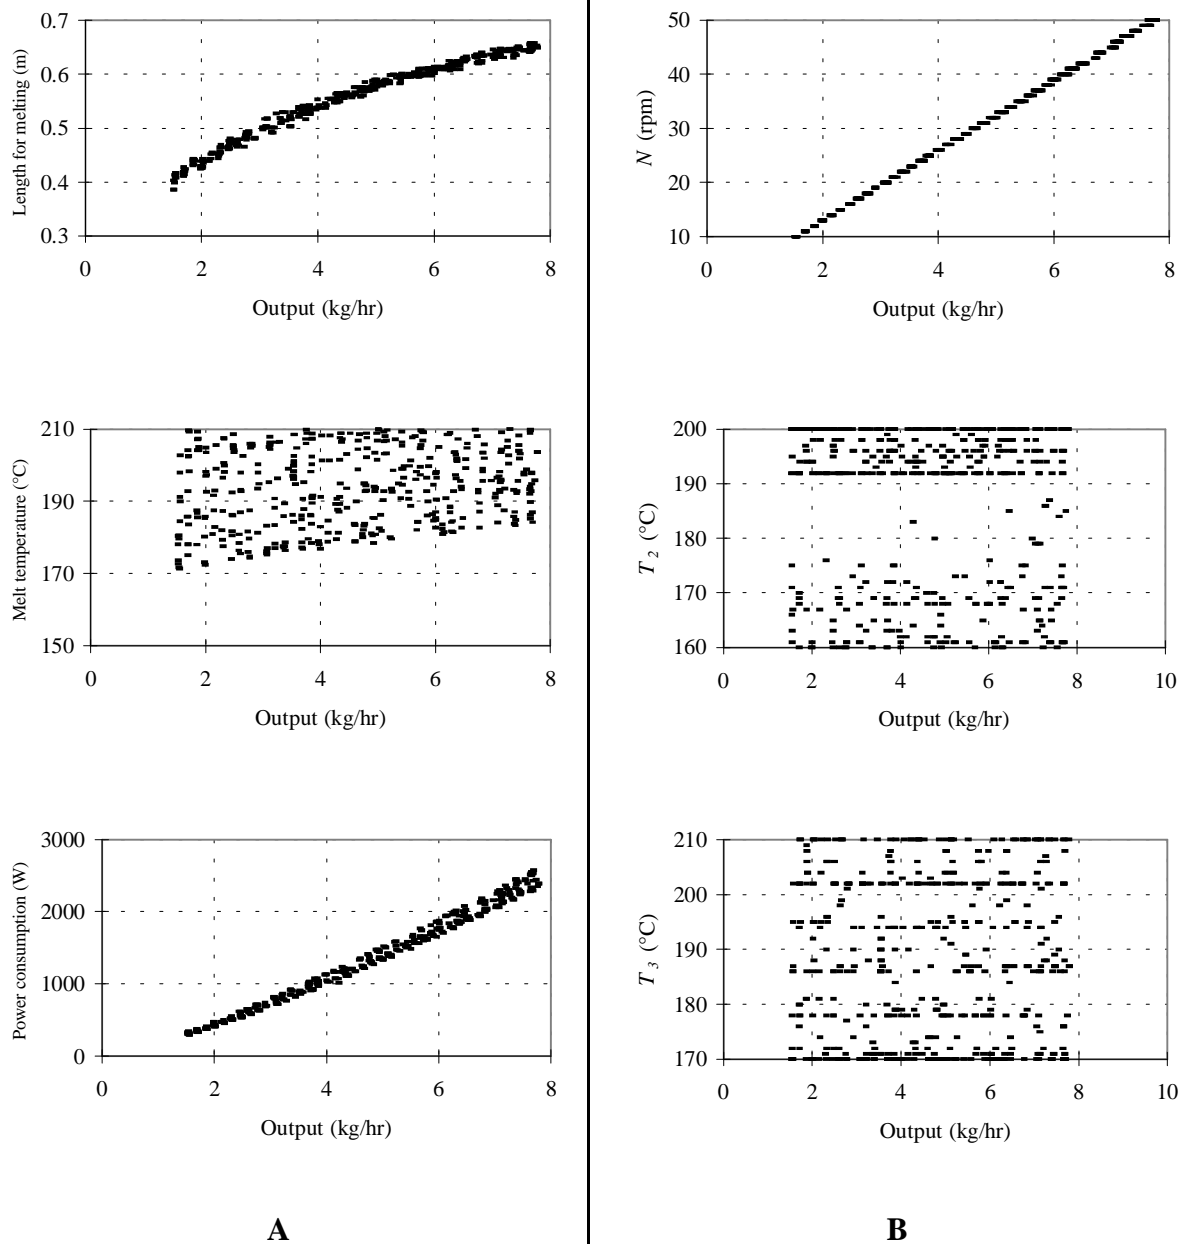 Length for melting (m)
0.7
0.6
0.5
0.4
0.3
0 2 4 6 8
Output (kg/hr)
Melt temperature (°C)
210
190
170
150
0 2 4 6 8
Output (kg/hr)
Power consumption (W)
3000
2000
1000
0
0 2 4 6 8
Output (kg/hr)
A
N (rpm)
50
40
30
20
10
0 2 4 6 8
Output (kg/hr)
T 2 (°C)
200
190
180
170
160
0 2 4 6 8 10
Output (kg/hr)
T 3 (°C)
210
200
190
180
170
0 2 4 6 8 10
Output (kg/hr)
B